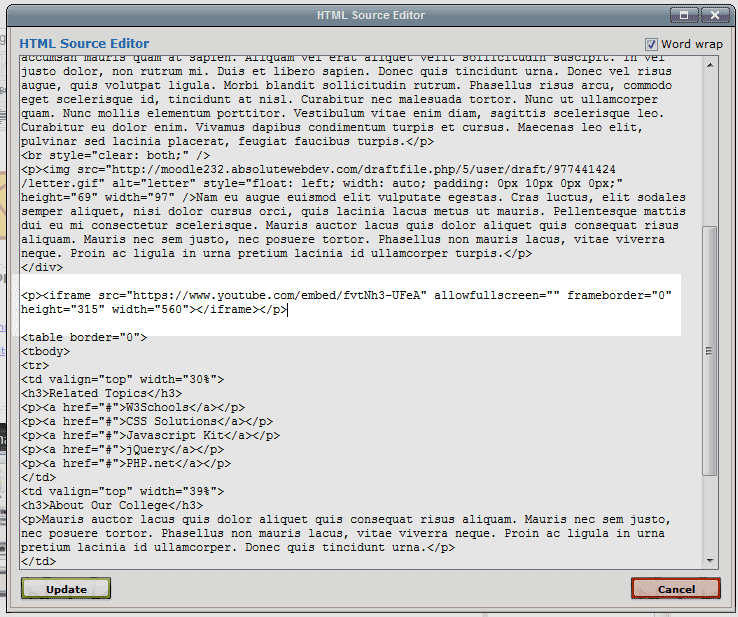 HTML Source Editor
HTML Source Editor
Word wrap
accumsan mauris quam at sapien. Aliquam vel erat aliquet velit sollicitudin suscipit. In vel
justo dolor, non rutrum mi. Duis et libero sapien. Donec quis tincidunt urna. Donec vel risus
augue, quis volutpat ligula. Morbi blandit sollicitudin rutrum. Phasellus risus arcu, commodo
eget scelerisque id, tincidunt at nisl. Curabitur nec malesuada tortor. Nunc ut ullamcorper
quam. Nunc mollis elementum porttitor. Vestibulum vitae enim diam, sagittis scelerisque leo.
Curabitur eu dolor enim. Vivamus dapibus condimentum turpis et cursus. Maecenas leo elit,
pulvinar sed lacinia placerat, feugiat faucibus turpis.</p>
<br style="clear: both;" />
<p><img src="http://moodle232.absolutewebdev.com/draftfile.php/5/user/draft/977441424
/letter.gif" alt="letter" style="float: left; width: auto; padding: 0px 10px 0px 0px;"
height="69" width="97" />Nam eu augue euismod elit vulputate egestas. Cras luctus, elit sodales
semper aliquet, nisi dolor cursus orci, quis lacinia lacus metus ut mauris. Pellentesque mattis
dui eu mi consectetur scelerisque. Mauris auctor lacus quis dolor aliquet quis consequat risus
aliquam. Mauris nec sem justo, nec posuere tortor. Phasellus non mauris lacus, vitae viverra
neque. Proin ac ligula in urna pretium lacinia id ullamcorper turpis.</p>
</div>
<p><iframe src="https://www.youtube.com/embed/fvtNh3-UFeA" allowfullscreen="" frameborder="0"
height="315" width="560"></iframe></p>
<table border="0">
<tbody>
<tr>
<td valign="top" width="30%">
<h3>Related Topics</h3>
<p><a href="#">W3Schools</a></p>
<p><a href="#">CSS Solutions</a></p>
<p><a href="#">Javascript Kit</a></p>
<p><a href="#">jQuery</a></p>
<p><a href="#">PHP.net</a></p>
</td>
<td valign="top" width="39%">
<h3>About Our College</h3>
<p>Mauris auctor lacus quis dolor aliquet quis consequat risus aliquam. Mauris nec sem justo,
nec posuere tortor. Phasellus non mauris lacus, vitae viverra neque. Proin ac ligula in urna
pretium lacinia id ullamcorper. Donec quis tincidunt urna.</p>
</td>
Update
Cancel